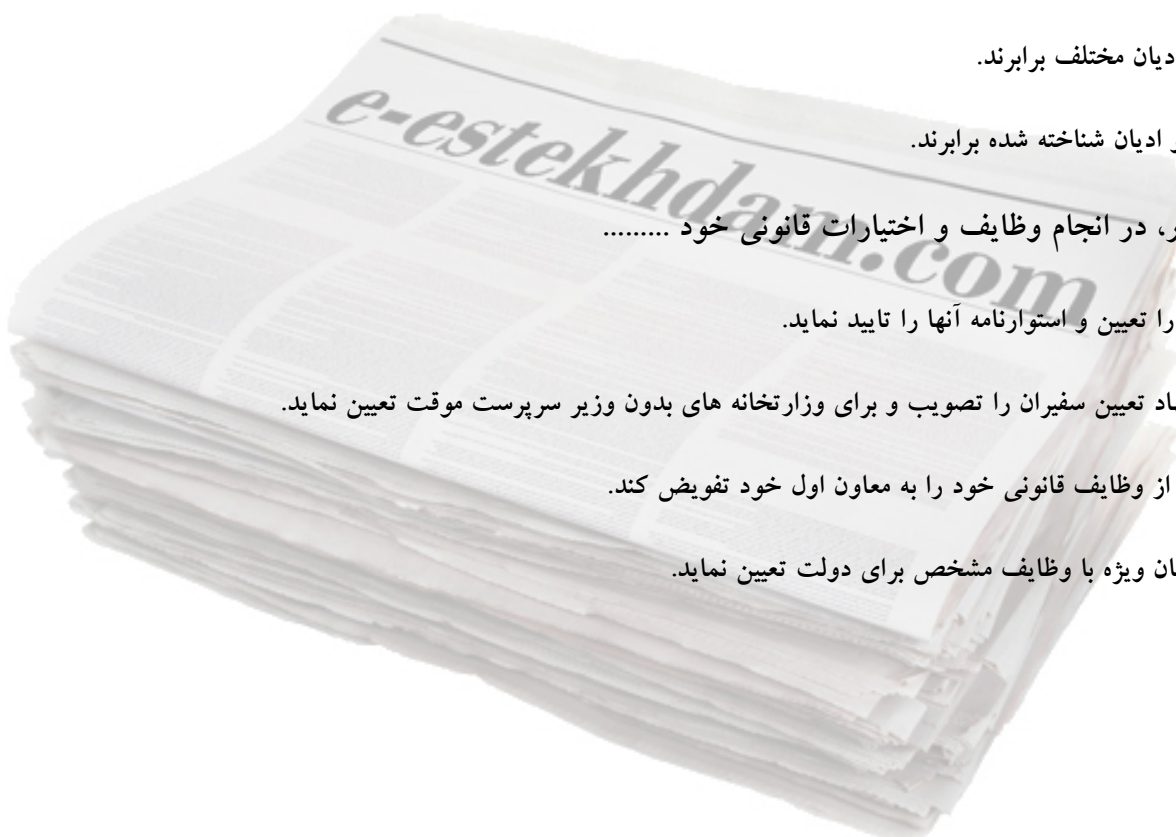 دیان مختلف برابرند.
ادیان شناخته شده برابرند.
در انجام وظایف و اختیارات قانونی خود .........
را تعیین و استوارنامه آنها را تایید نماید.
تعیین سفیران را تصویب و برای وزارتخانه های بدون وزیر سرپرست موقت تعیین نماید.
از وظایف قانونی خود را به معاون اول خود تفویض کند.
ویژه با وظایف مشخص برای دولت تعیین نماید.
e-estekhdam.com